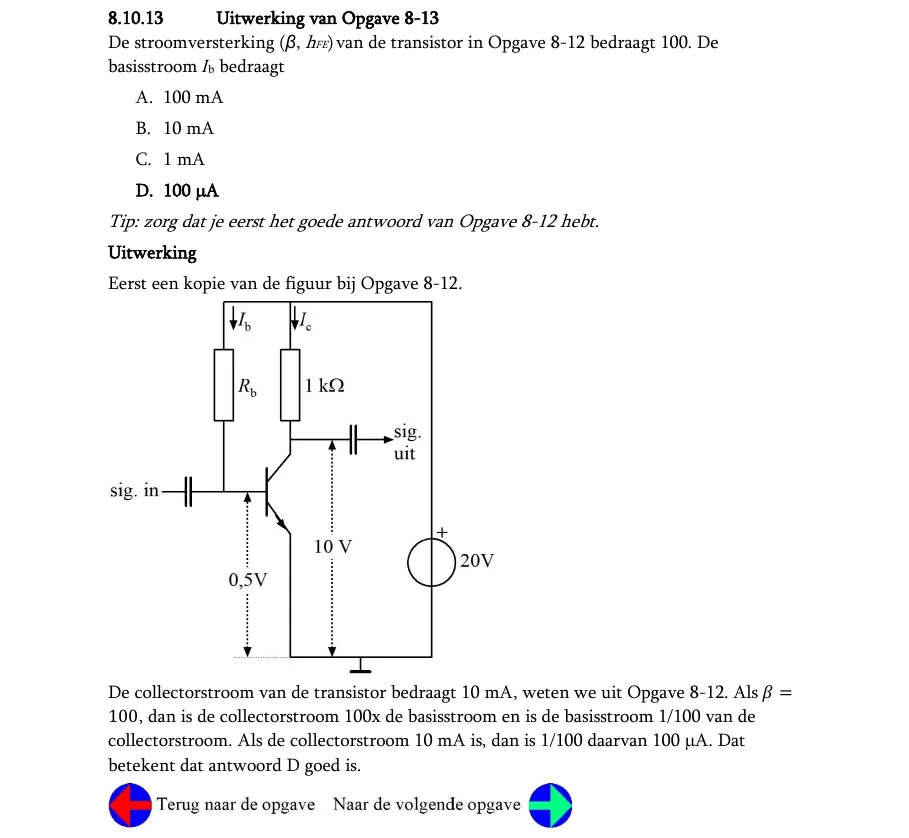 8.10.13 Uitwerking van Opgave 8-13
De stroomversterking (β, hFE) van de transistor in Opgave 8-12 bedraagt 100. De
basisstroom Ib bedraagt
A. 100 mA
B. 10 mA
C. 1 mA
D. 100 µA
Tip: zorg dat je eerst het goede antwoord van Opgave 8-12 hebt.
Uitwerking
Eerst een kopie van de figuur bij Opgave 8-12.
Ib
Ic
Rb
1 kΩ
sig.
uit
sig. in
+
10 V
20V
0,5V
De collectorstroom van de transistor bedraagt 10 mA, weten we uit Opgave 8-12. Als β =
100, dan is de collectorstroom 100x de basisstroom en is de basisstroom 1/100 van de
collectorstroom. Als de collectorstroom 10 mA is, dan is 1/100 daarvan 100 µA. Dat
betekent dat antwoord D goed is.
Terug naar de opgave Naar de volgende opgave